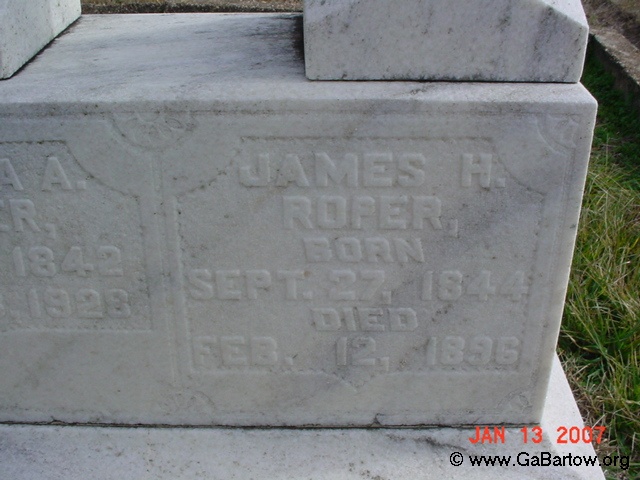 A A.
ER,
1842
1928
JAMES H.
ROPER,
BORN
SEPT. 27, 1844
DIED
FEB. 12, 1896
JAN 13 2007
© www.GaBartow.org